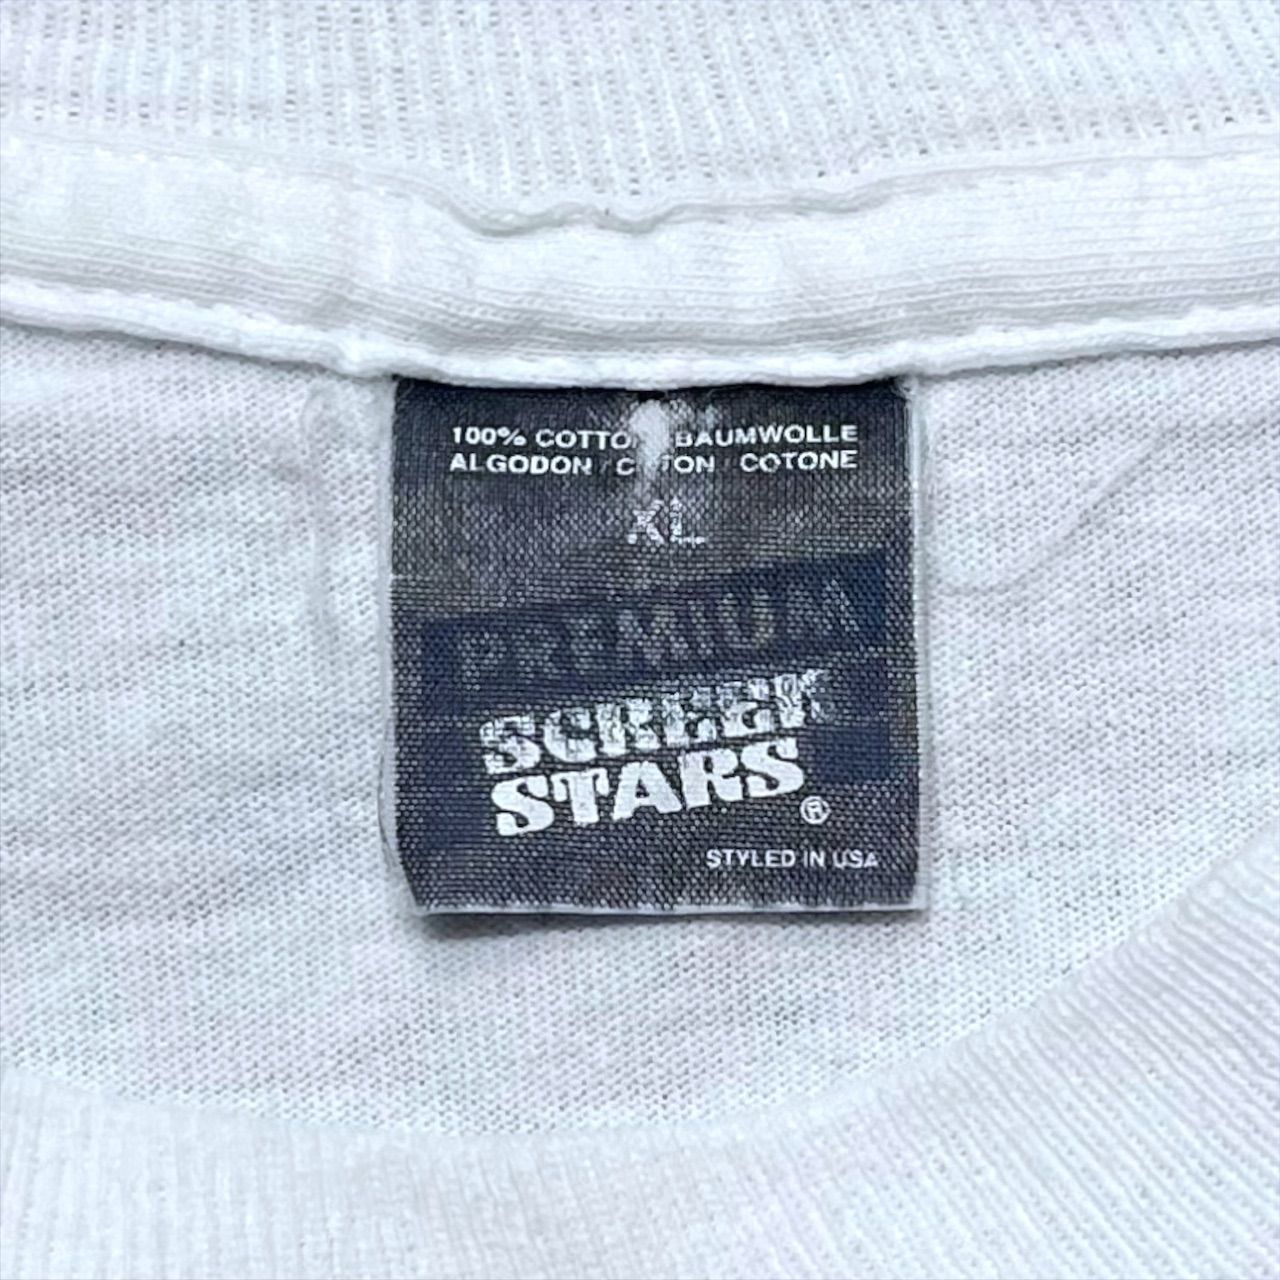 100% COTTON / BAUMWOLLE
ALGODON / COTON / COTONE
XL
PREMIUM
SCREEN
STARS ®
STYLED IN USA